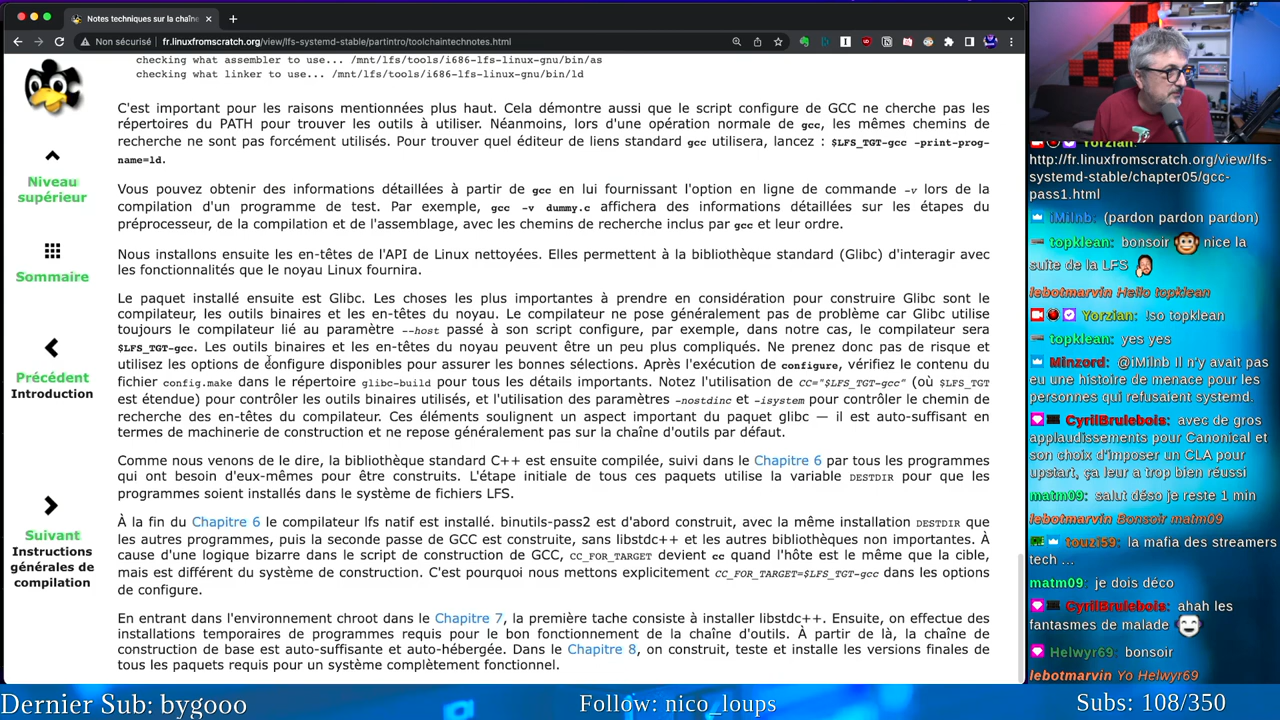 Notes techniques sur la chaîne
Non sécurisé | fr.linuxfromscratch.org/view/lfs-systemd-stable/partintro/toolchaintechnotes.html
checking what assembler to use... /mnt/lfs/tools/i686-lfs-linux-gnu/bin/as
checking what linker to use... /mnt/lfs/tools/i686-lfs-linux-gnu/bin/ld
C'est important pour les raisons mentionnées plus haut. Cela démontre aussi que le script configure de GCC ne cherche pas les
répertoires du PATH pour trouver les outils à utiliser. Néanmoins, lors d'une opération normale de gcc, les mêmes chemins de
recherche ne sont pas forcément utilisés. Pour trouver quel éditeur de liens standard gcc utilisera, lancez : $LFS_TGT-gcc -print-prog-
name=ld.
Vous pouvez obtenir des informations détaillées à partir de gcc en lui fournissant l'option en ligne de commande -v lors de la
compilation d'un programme de test. Par exemple, gcc -v dummy.c affichera des informations détaillées sur les étapes du
préprocesseur, de la compilation et de l'assemblage, avec les chemins de recherche inclus par gcc et leur ordre.
Nous installons ensuite les en-têtes de l'API de Linux nettoyées. Elles permettent à la bibliothèque standard (Glibc) d'interagir avec
les fonctionnalités que le noyau Linux fournira.
Le paquet installé ensuite est Glibc. Les choses les plus importantes à prendre en considération pour construire Glibc sont le
compilateur, les outils binaires et les en-têtes du noyau. Le compilateur ne pose généralement pas de problème car Glibc utilise
toujours le compilateur lié au paramètre --host passé à son script configure, par exemple, dans notre cas, le compilateur sera
$LFS_TGT-gcc. Les outils binaires et les en-têtes du noyau peuvent être un peu plus compliqués. Ne prenez donc pas de risque et
utilisez les options de configure disponibles pour assurer les bonnes sélections. Après l'exécution de configure, vérifiez le contenu du
fichier config.make dans le répertoire glibc-build pour tous les détails importants. Notez l'utilisation de CC="$LFS_TGT-gcc" (où $LFS_TGT
est étendue) pour contrôler les outils binaires utilisés, et l'utilisation des paramètres -nostdinc et -isystem pour contrôler le chemin de
recherche des en-têtes du compilateur. Ces éléments soulignent un aspect important du paquet glibc — il est auto-suffisant en
termes de machinerie de construction et ne repose généralement pas sur la chaîne d'outils par défaut.
Comme nous venons de le dire, la bibliothèque standard C++ est ensuite compilée, suivi dans le Chapitre 6 par tous les programmes
qui ont besoin d'eux-mêmes pour être construits. L'étape initiale de tous ces paquets utilise la variable DESTDIR pour que les
programmes soient installés dans le système de fichiers LFS.
À la fin du Chapitre 6 le compilateur lfs natif est installé. binutils-pass2 est d'abord construit, avec la même installation DESTDIR que
les autres programmes, puis la seconde passe de GCC est construite, sans libstdc++ et les autres bibliothèques non importantes. À
cause d'une logique bizarre dans le script de construction de GCC, CC_FOR_TARGET devient cc quand l'hôte est le même que la cible,
mais est différent du système de construction. C'est pourquoi nous mettons explicitement CC_FOR_TARGET=$LFS_TGT-gcc dans les options
de configure.
En entrant dans l'environnement chroot dans le Chapitre 7, la première tache consiste à installer libstdc++. Ensuite, on effectue des
installations temporaires de programmes requis pour le bon fonctionnement de la chaîne d'outils. À partir de là, la chaîne de
construction de base est auto-suffisante et auto-hébergée. Dans le Chapitre 8, on construit, teste et installe les versions finales de
tous les paquets requis pour un système complètement fonctionnel.
Niveau
supérieur
Sommaire
Précédent
Introduction
Suivant
Instructions
générales de
compilation
Yorzian:
http://fr.linuxfromscratch.org/view/lfs-
systemd-stable/chapter05/gcc-
pass1.html
iMilnb: (pardon pardon pardon)
topklean: bonsoir nice la
suite de la LFS
lebotmarvin Hello topklean
Yorzian: !so topklean
topklean: yes yes
Minzord: @iMilnb Il n'y avait pas
eu une histoire de menace pour les
personnes qui refusaient systemd.
CyrilBrulebois: avec de gros
applaudissements pour Canonical et
son choix d'imposer un CLA pour
upstart, ça leur a trop bien réussi
matm09: salut déso je reste 1 min
lebotmarvin Bonsoir matm09
touzi59: la mafia des streamers
tech ...
matm09: je dois déco
CyrilBrulebois: ahah les
fantasmes de malade
Helwyr69: bonsoir
lebotmarvin Yo Helwyr69
Dernier Sub: bygooo
Follow: nico_loups
Subs: 108/350